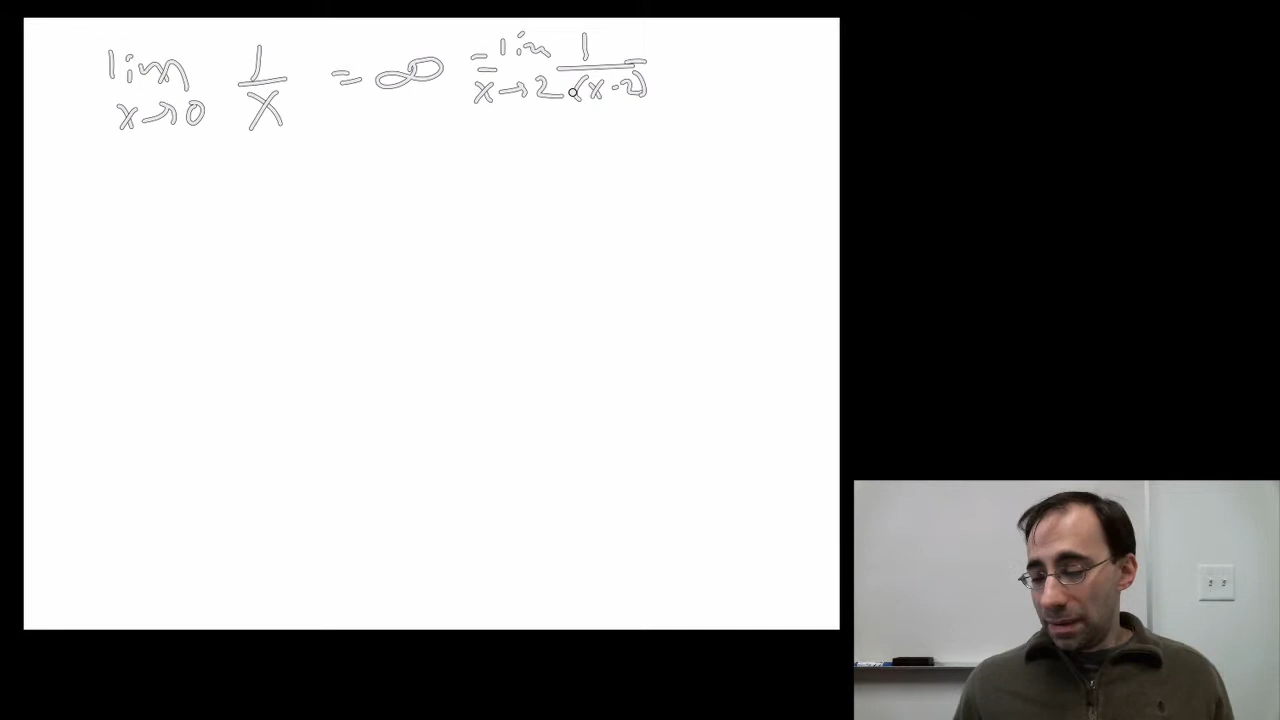 lim x→0 1/x = ∞
lim x→2 1/(x-2)